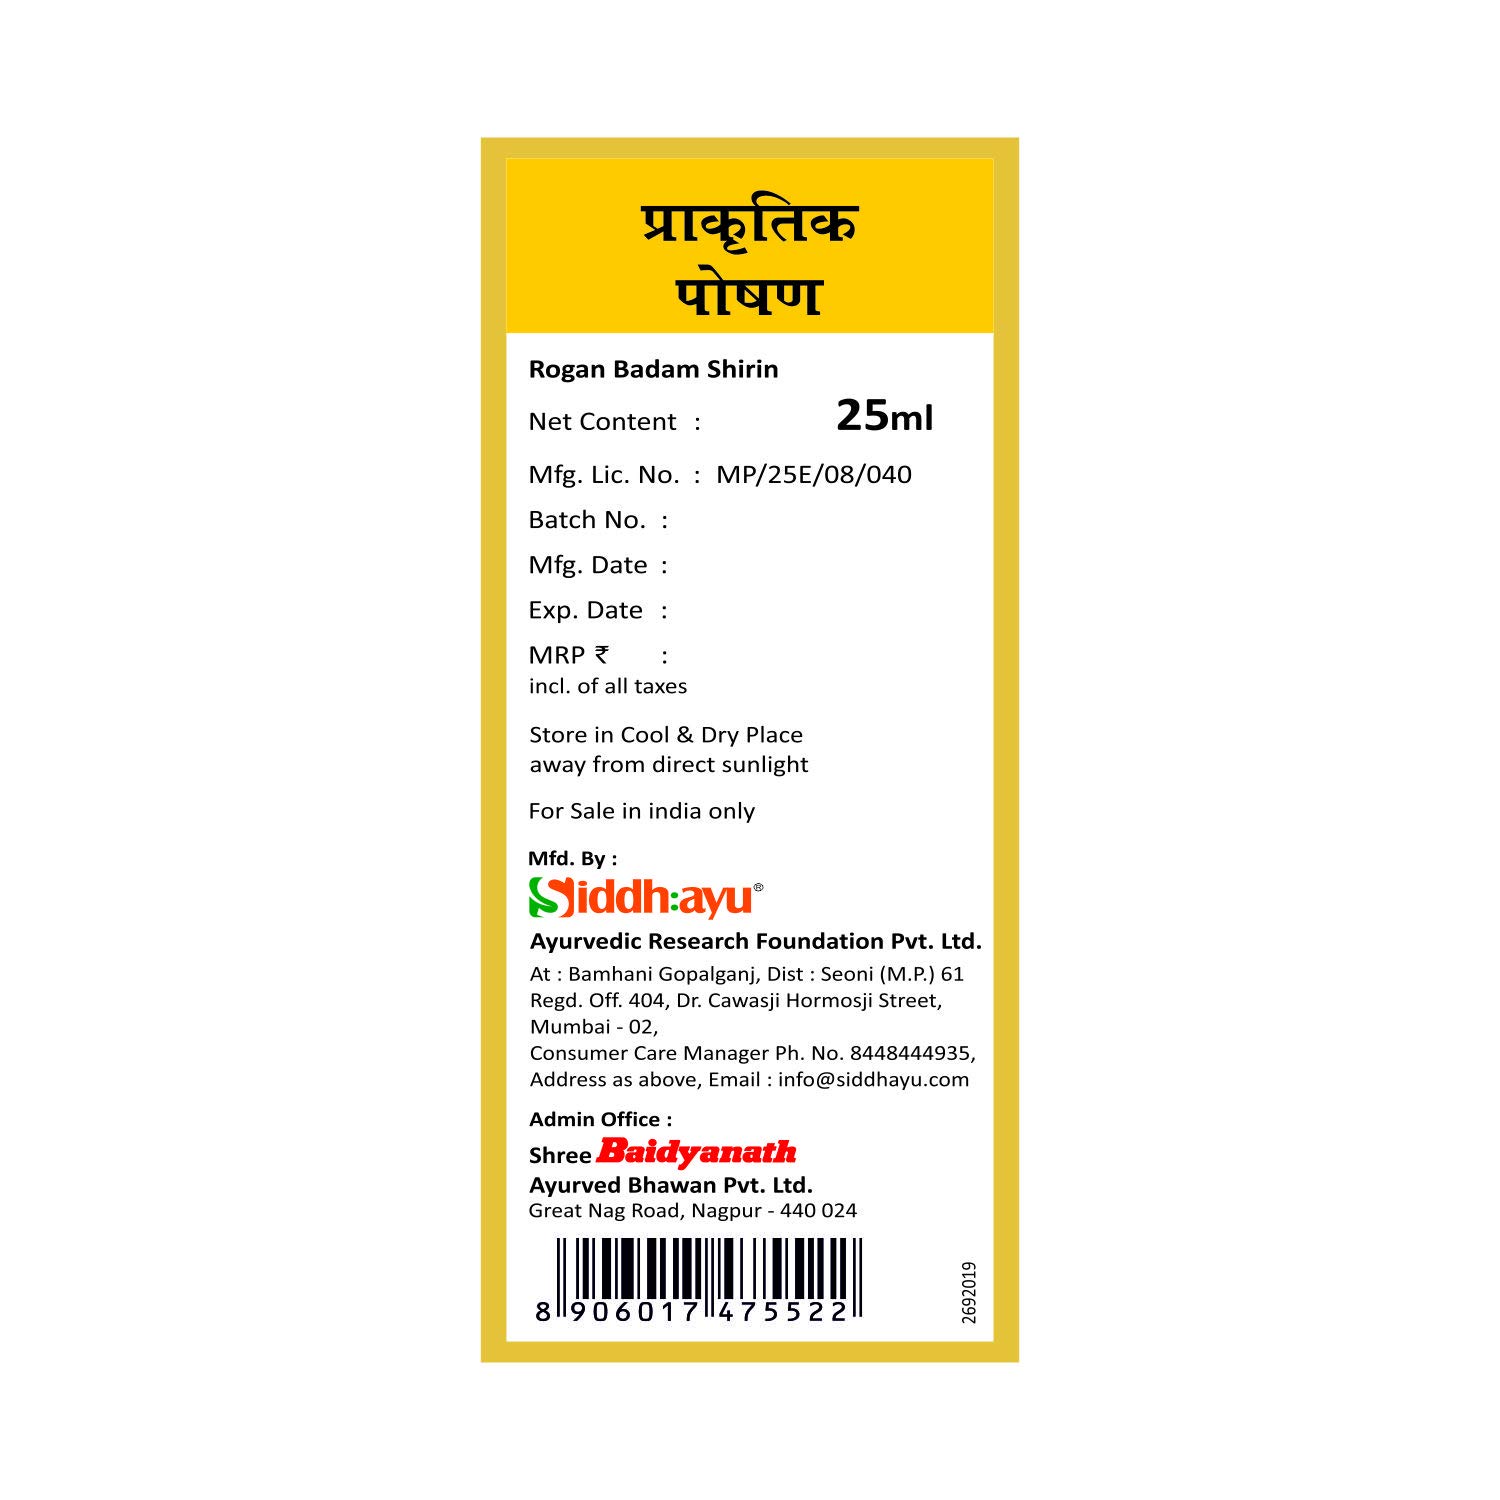 प्राकृतिक
पोषण
Rogan Badam Shirin
Net Content : 25ml
Mfg. Lic. No. : MP/25E/08/040
Batch No. :
Mfg. Date :
Exp. Date :
MRP ₹ :
incl. of all taxes
Store in Cool & Dry Place
away from direct sunlight
For Sale in india only
Mfd. By :
Siddh:ayu®
Ayurvedic Research Foundation Pvt. Ltd.
At : Bamhani Gopalganj, Dist : Seoni (M.P.) 61
Regd. Off. 404, Dr. Cawasji Hormosji Street,
Mumbai - 02,
Consumer Care Manager Ph. No. 8448444935,
Address as above, Email : info@siddhayu.com
Admin Office :
Shree Baidyanath
Ayurved Bhawan Pvt. Ltd.
Great Nag Road, Nagpur - 440 024
8 906017 475522
2692019